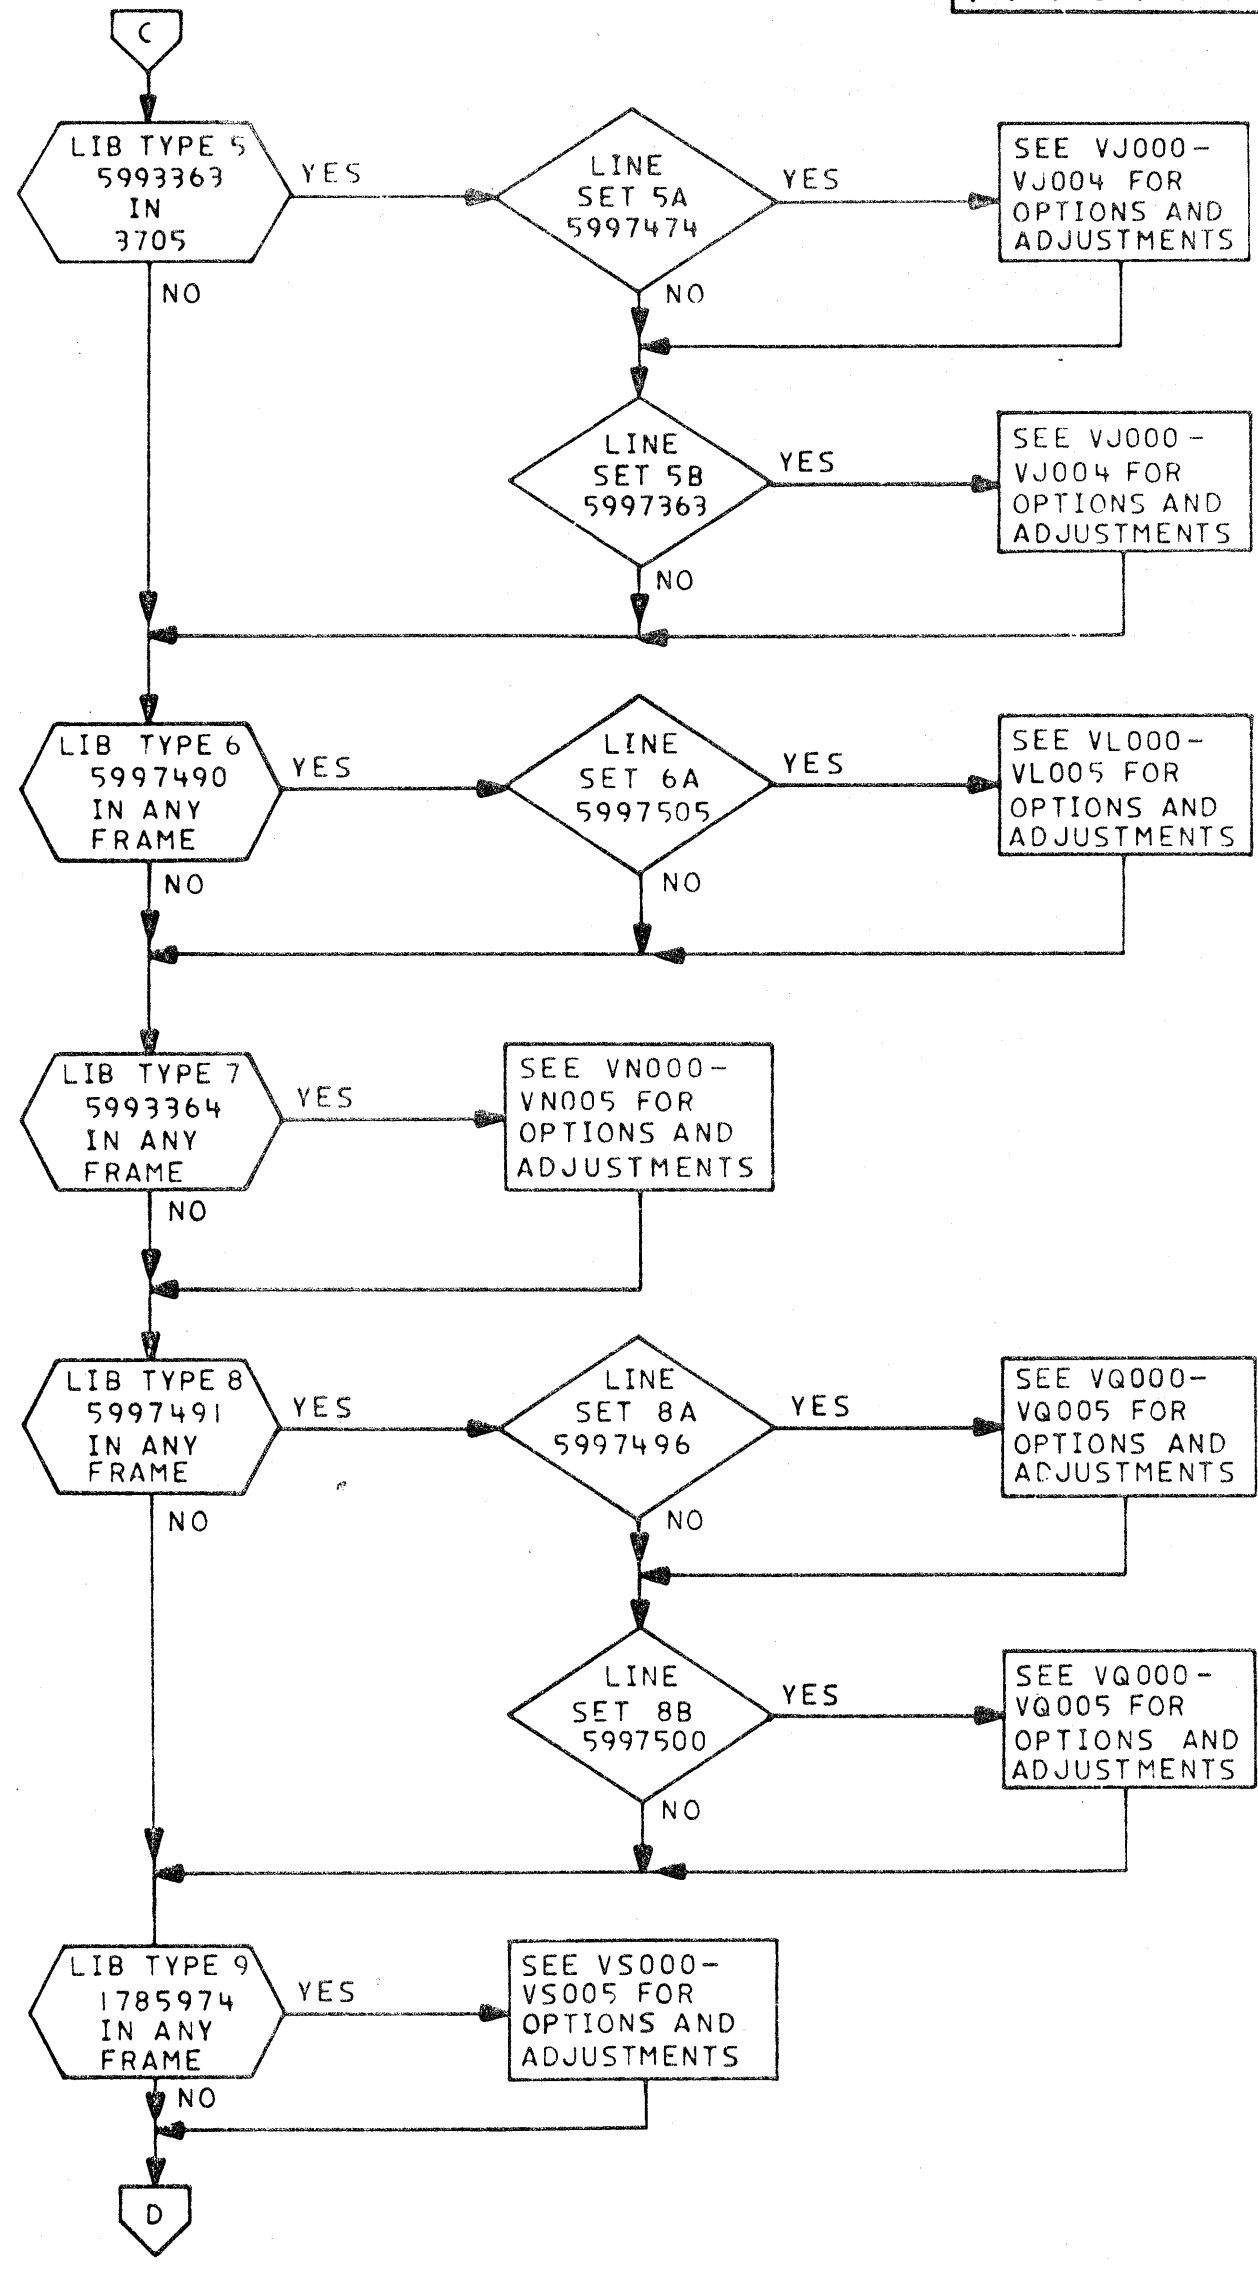 C
LIB TYPE 5
5993363
IN
3705
YES
NO
LINE
SET 5A
5997474
YES
NO
SEE VJ000-
VJ004 FOR
OPTIONS AND
ADJUSTMENTS
LINE
SET 5B
5997363
YES
NO
SEE VJ000-
VJ004 FOR
OPTIONS AND
ADJUSTMENTS
LIB TYPE 6
5997490
IN ANY
FRAME
YES
NO
LINE
SET 6A
5997505
YES
NO
SEE VL000-
VL005 FOR
OPTIONS AND
ADJUSTMENTS
LIB TYPE 7
5993364
IN ANY
FRAME
YES
NO
SEE VN000-
VN005 FOR
OPTIONS AND
ADJUSTMENTS
LIB TYPE 8
5997491
IN ANY
FRAME
YES
NO
LINE
SET 8A
5997496
YES
NO
SEE VQ000-
VQ005 FOR
OPTIONS AND
ADJUSTMENTS
LINE
SET 8B
5997500
YES
NO
SEE VQ000-
VQ005 FOR
OPTIONS AND
ADJUSTMENTS
LIB TYPE 9
1785974
IN ANY
FRAME
YES
NO
SEE VS000-
VS005 FOR
OPTIONS AND
ADJUSTMENTS
D